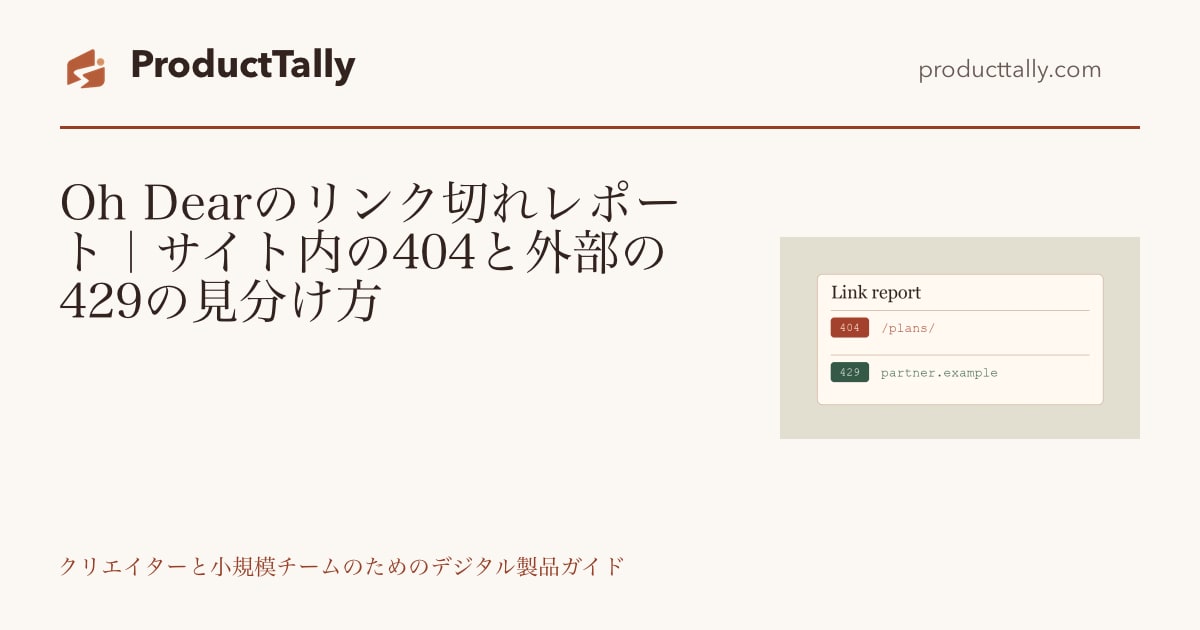 ProductTally
producttally.com
Oh Dearのリンク切れレポー
ト｜サイト内の404と外部の
429の見分け方
Link report
404 /plans/
429 partner.example
クリエイターと小規模チームのためのデジタル製品ガイド